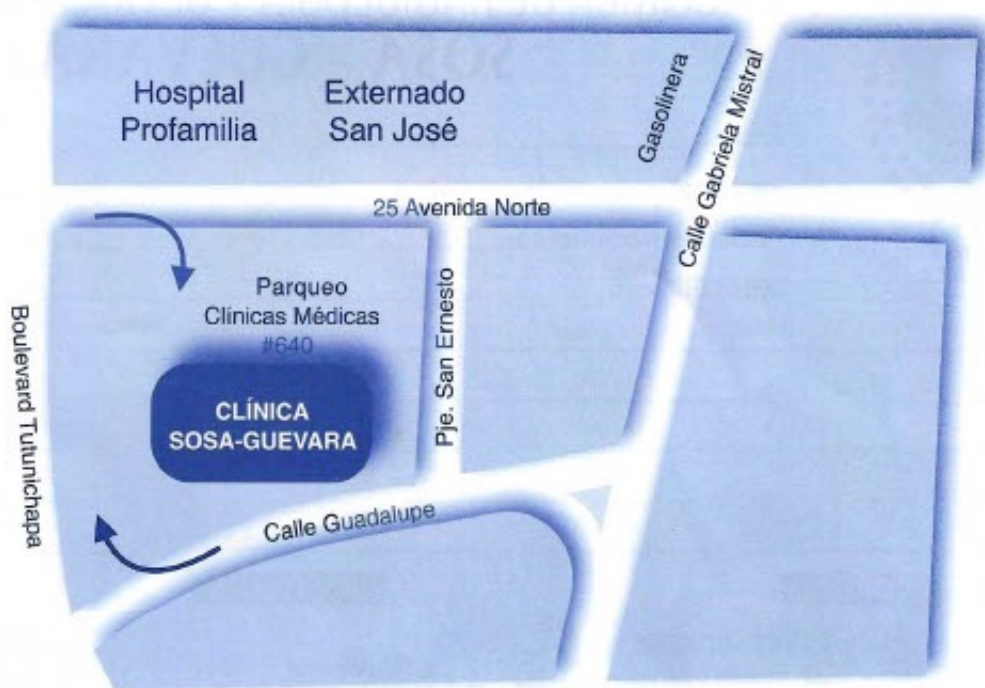 Hospital
Profamilia
Externado
San José
Gasolinera
Calle Gabriela Mistral
25 Avenida Norte
Parqueo
Clínicas Médicas
#640
CLÍNICA
SOSA-GUEVARA
Pje. San Ernesto
Boulevard Tutunichapa
Calle Guadalupe